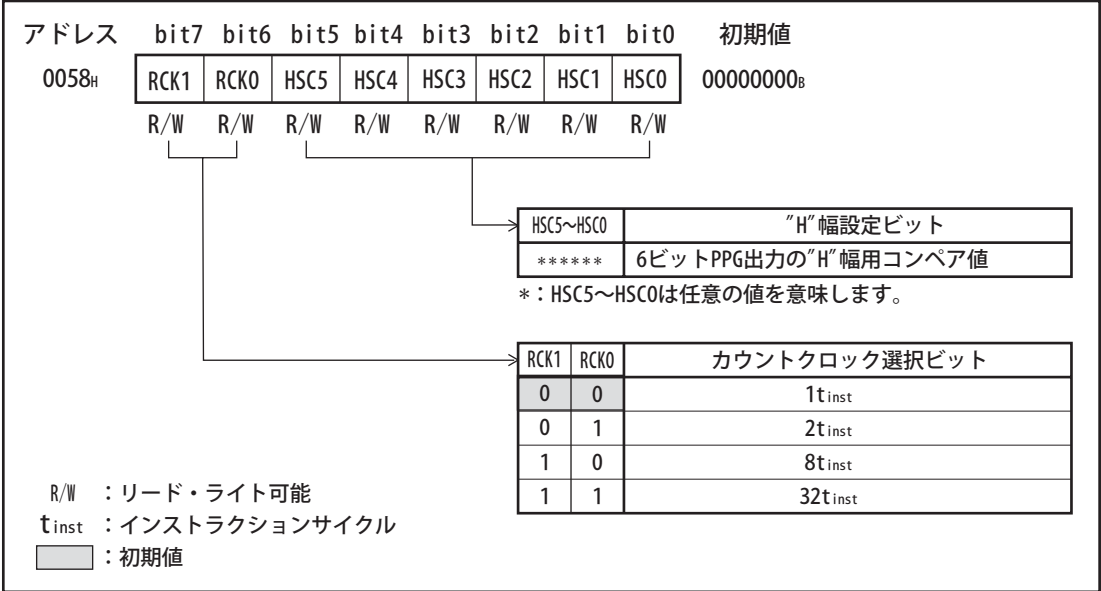 アドレス bit7 bit6 bit5 bit4 bit3 bit2 bit1 bit0 初期値
0058H RCK1 RCK0 HSC5 HSC4 HSC3 HSC2 HSC1 HSC0 00000000B
R/W R/W R/W R/W R/W R/W R/W R/W
HSC5〜HSC0 "H"幅設定ビット
****** 6ビットPPG出力の"H"幅用コンペア値
*：HSC5〜HSC0は任意の値を意味します。
RCK1 RCK0 カウントクロック選択ビット
0 0 1tinst
0 1 2tinst
1 0 8tinst
1 1 32tinst
R/W ：リード・ライト可能
tinst ：インストラクションサイクル
：初期値